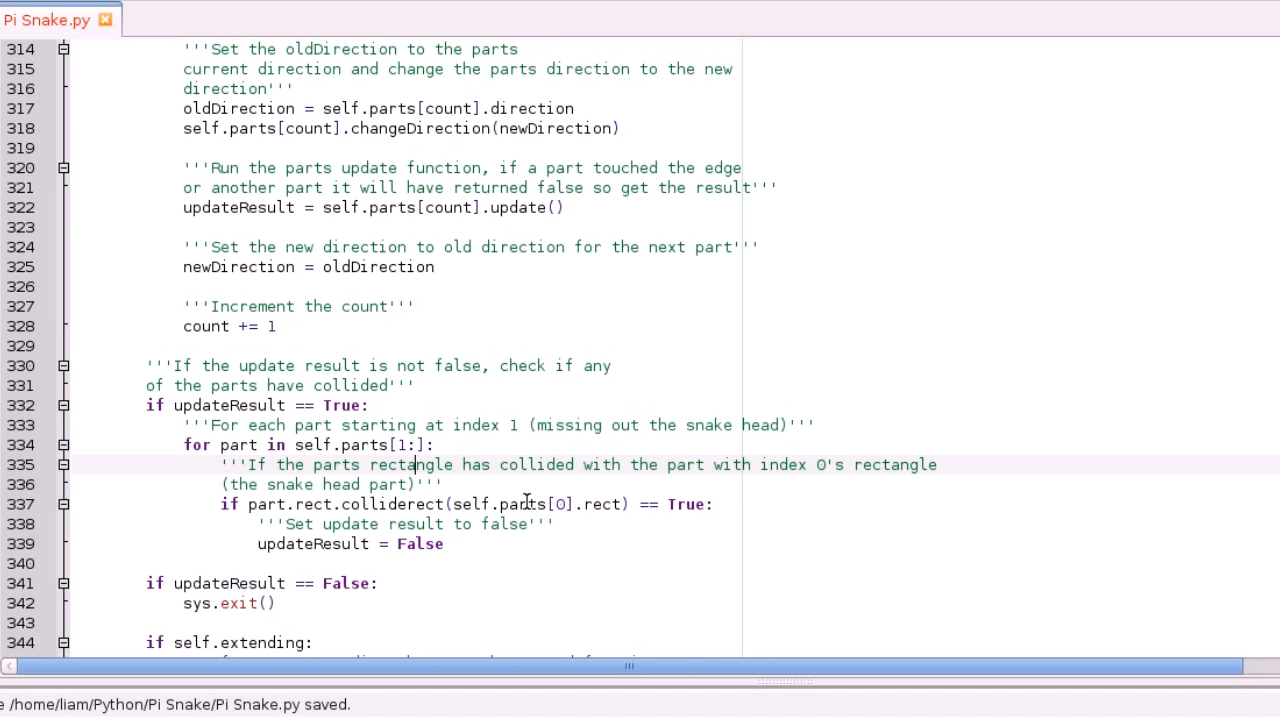 Pi Snake.py
314 '''Set the oldDirection to the parts
315 current direction and change the parts direction to the new
316 direction'''
317 oldDirection = self.parts[count].direction
318 self.parts[count].changeDirection(newDirection)
319
320 '''Run the parts update function, if a part touched the edge
321 or another part it will have returned false so get the result'''
322 updateResult = self.parts[count].update()
323
324 '''Set the new direction to old direction for the next part'''
325 newDirection = oldDirection
326
327 '''Increment the count'''
328 count += 1
329
330 '''If the update result is not false, check if any
331 of the parts have collided'''
332 if updateResult == True:
333 '''For each part starting at index 1 (missing out the snake head)'''
334 for part in self.parts[1:]:
335 '''If the parts rectangle has collided with the part with index 0's rectangle
336 (the snake head part)'''
337 if part.rect.colliderect(self.parts[0].rect) == True:
338 '''Set update result to false'''
339 updateResult = False
340
341 if updateResult == False:
342 sys.exit()
343
344 if self.extending:
e /home/liam/Python/Pi Snake/Pi Snake.py saved.